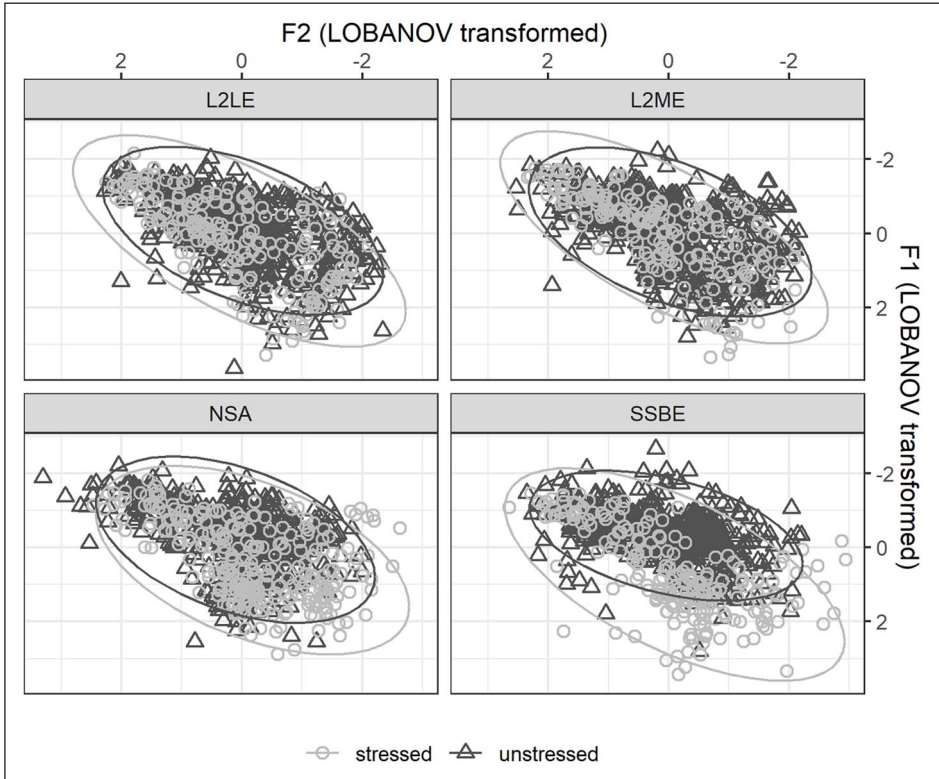 F2 (LOBANOV transformed)
2 0 -2 2 0 -2
L2LE L2ME
-2
0
2
NSA SSBE
-2
0
2
F1 (LOBANOV transformed)
stressed unstressed